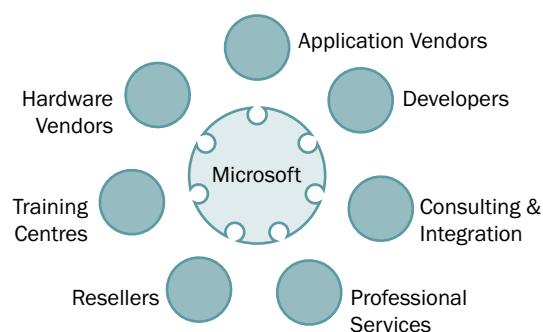 Application Vendors
Hardware
Vendors
Developers
Microsoft
Training
Centres
Consulting &
Integration
Resellers
Professional
Services